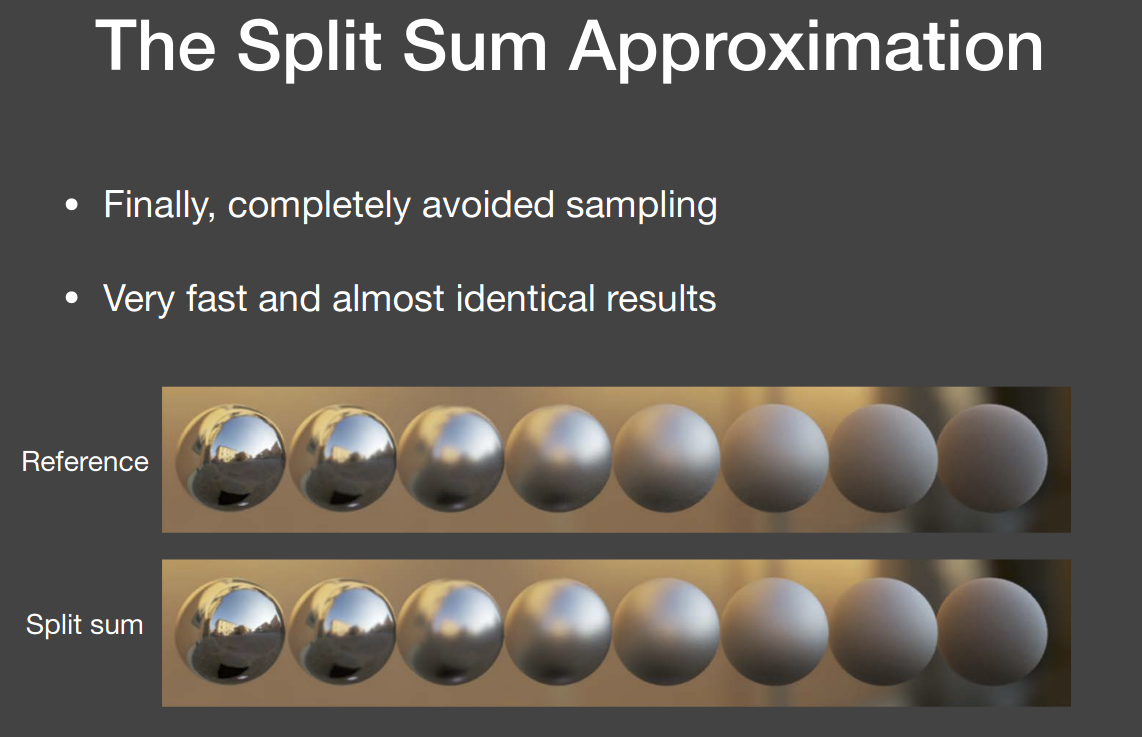 The Split Sum Approximation
• Finally, completely avoided sampling
• Very fast and almost identical results
Reference
Split sum